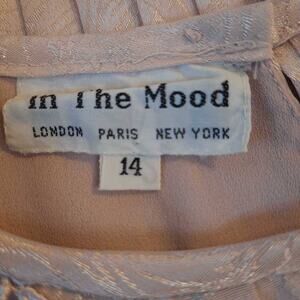 In The Mood
LONDON PARIS NEW YORK
14